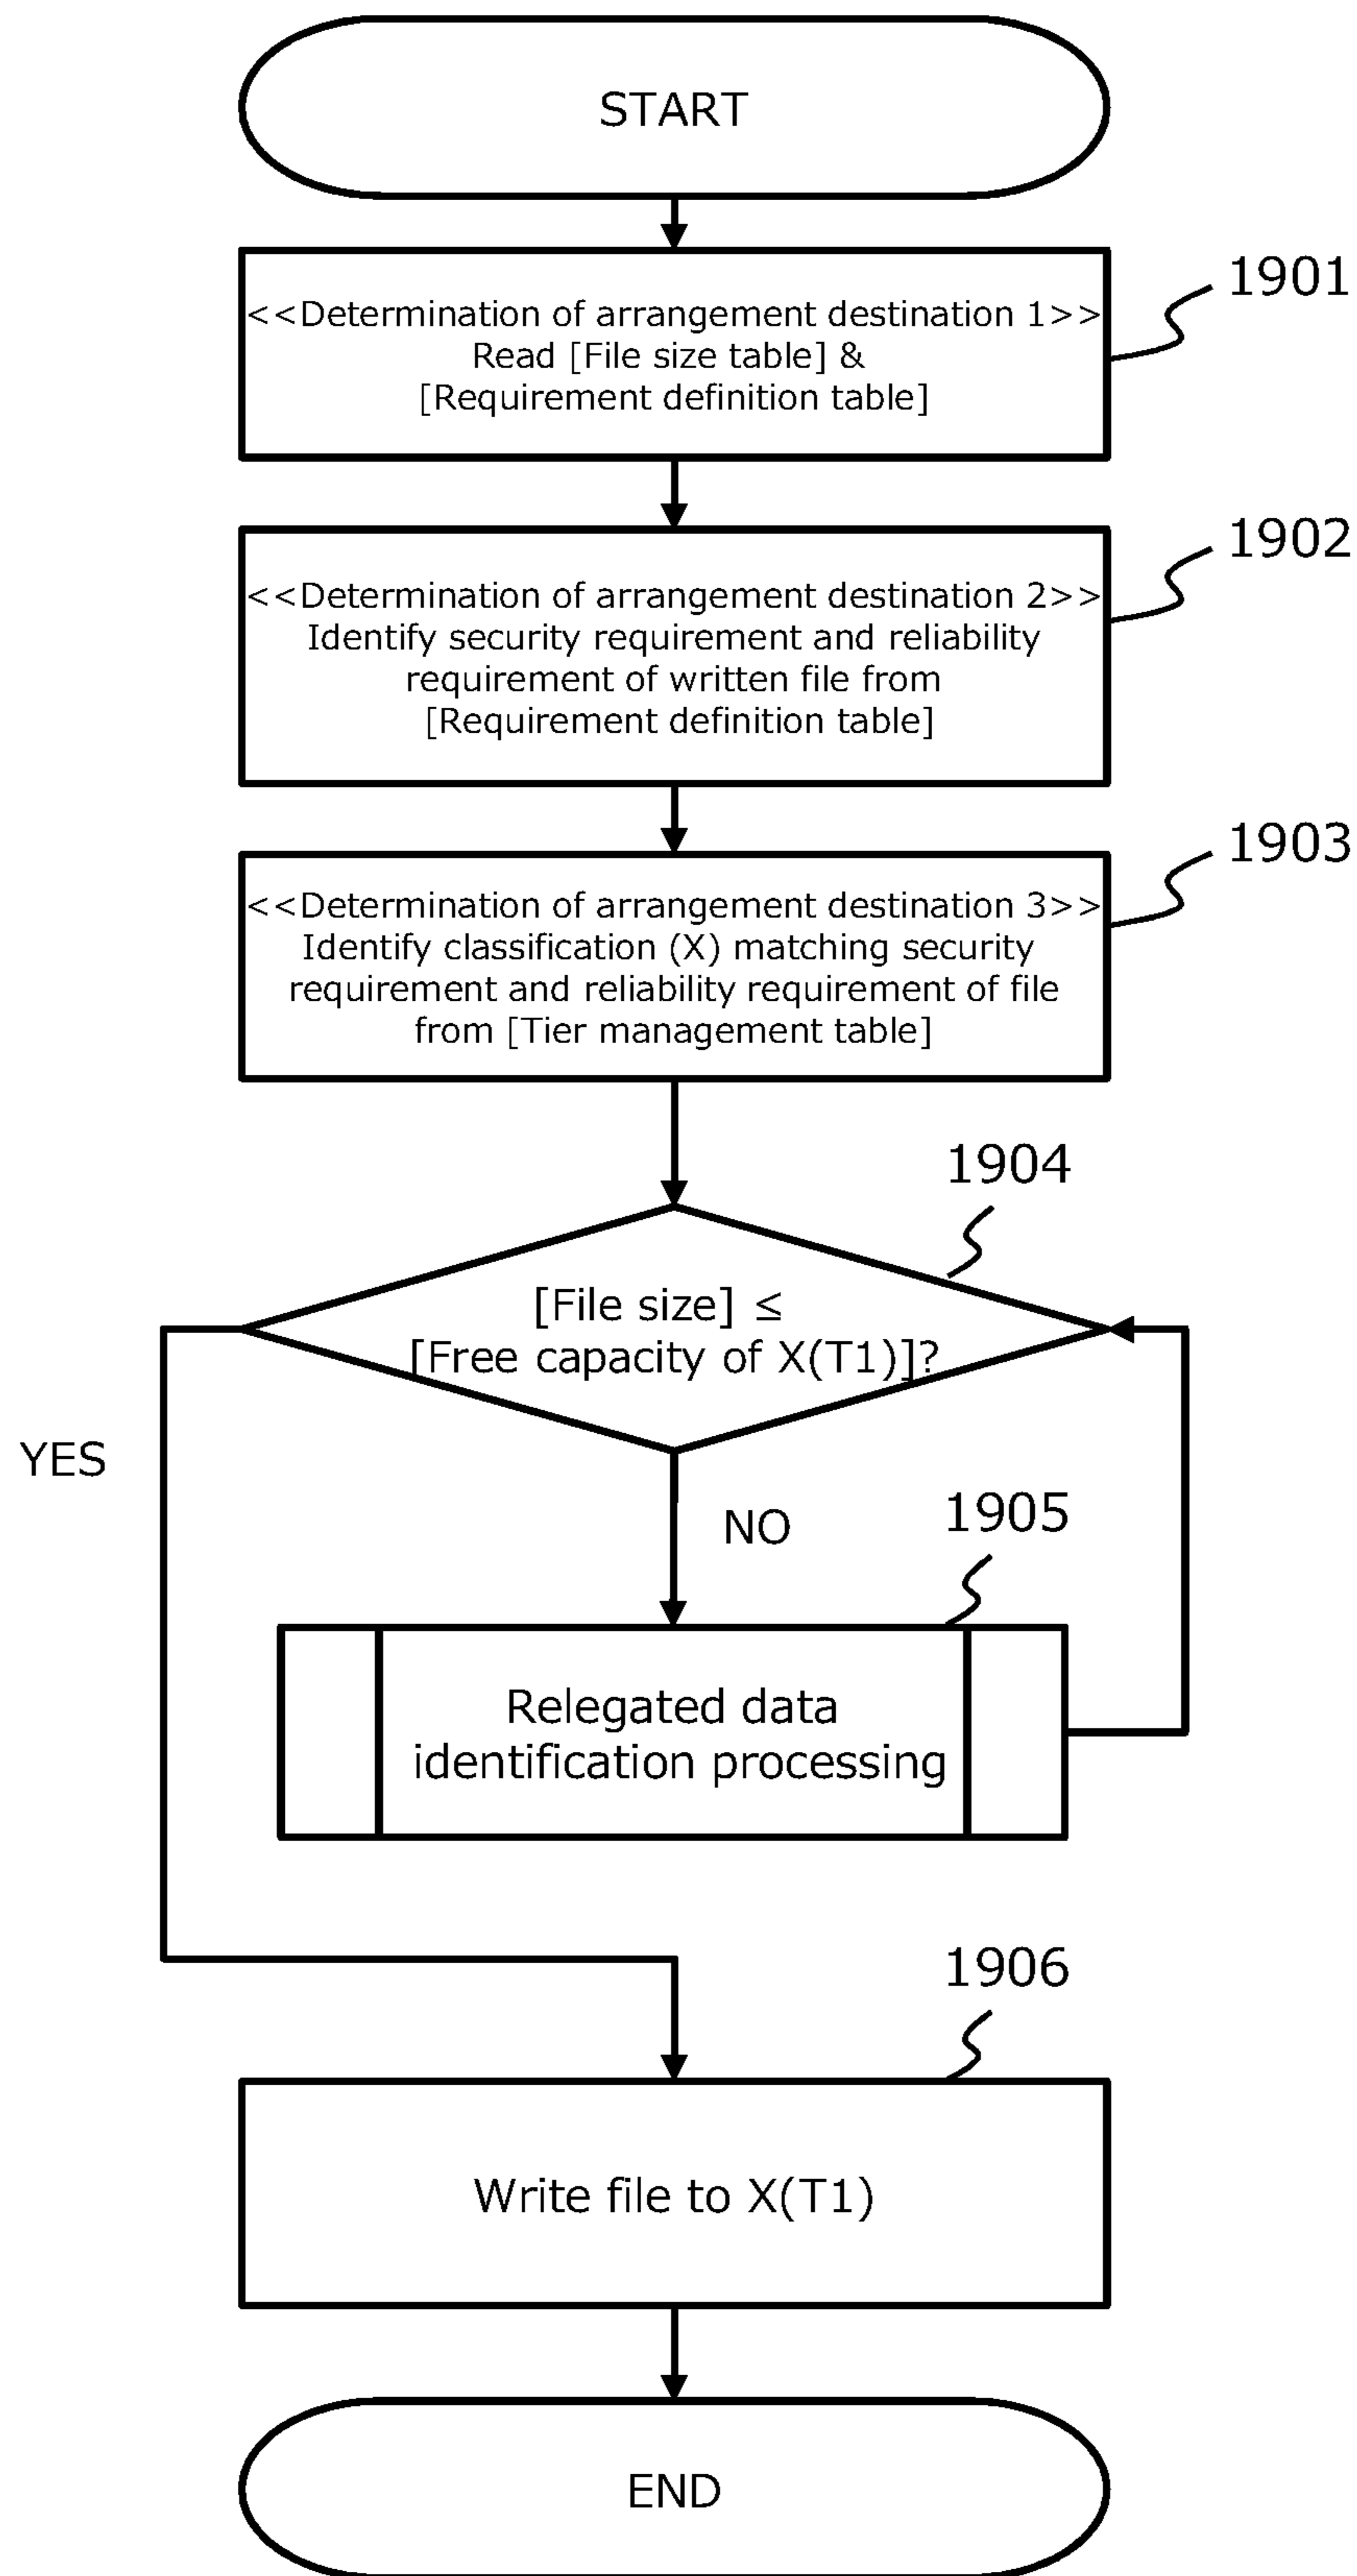 START
1901
<<Determination of arrangement destination 1>>
Read [File size table] &
[Requirement definition table]
1902
<<Determination of arrangement destination 2>>
Identify security requirement and reliability
requirement of written file from
[Requirement definition table]
1903
<<Determination of arrangement destination 3>>
Identify classification (X) matching security
requirement and reliability requirement of file
from [Tier management table]
1904
[File size] ≤
[Free capacity of X(T1)]?
YES
NO
1905
Relegated data
identification processing
1906
Write file to X(T1)
END